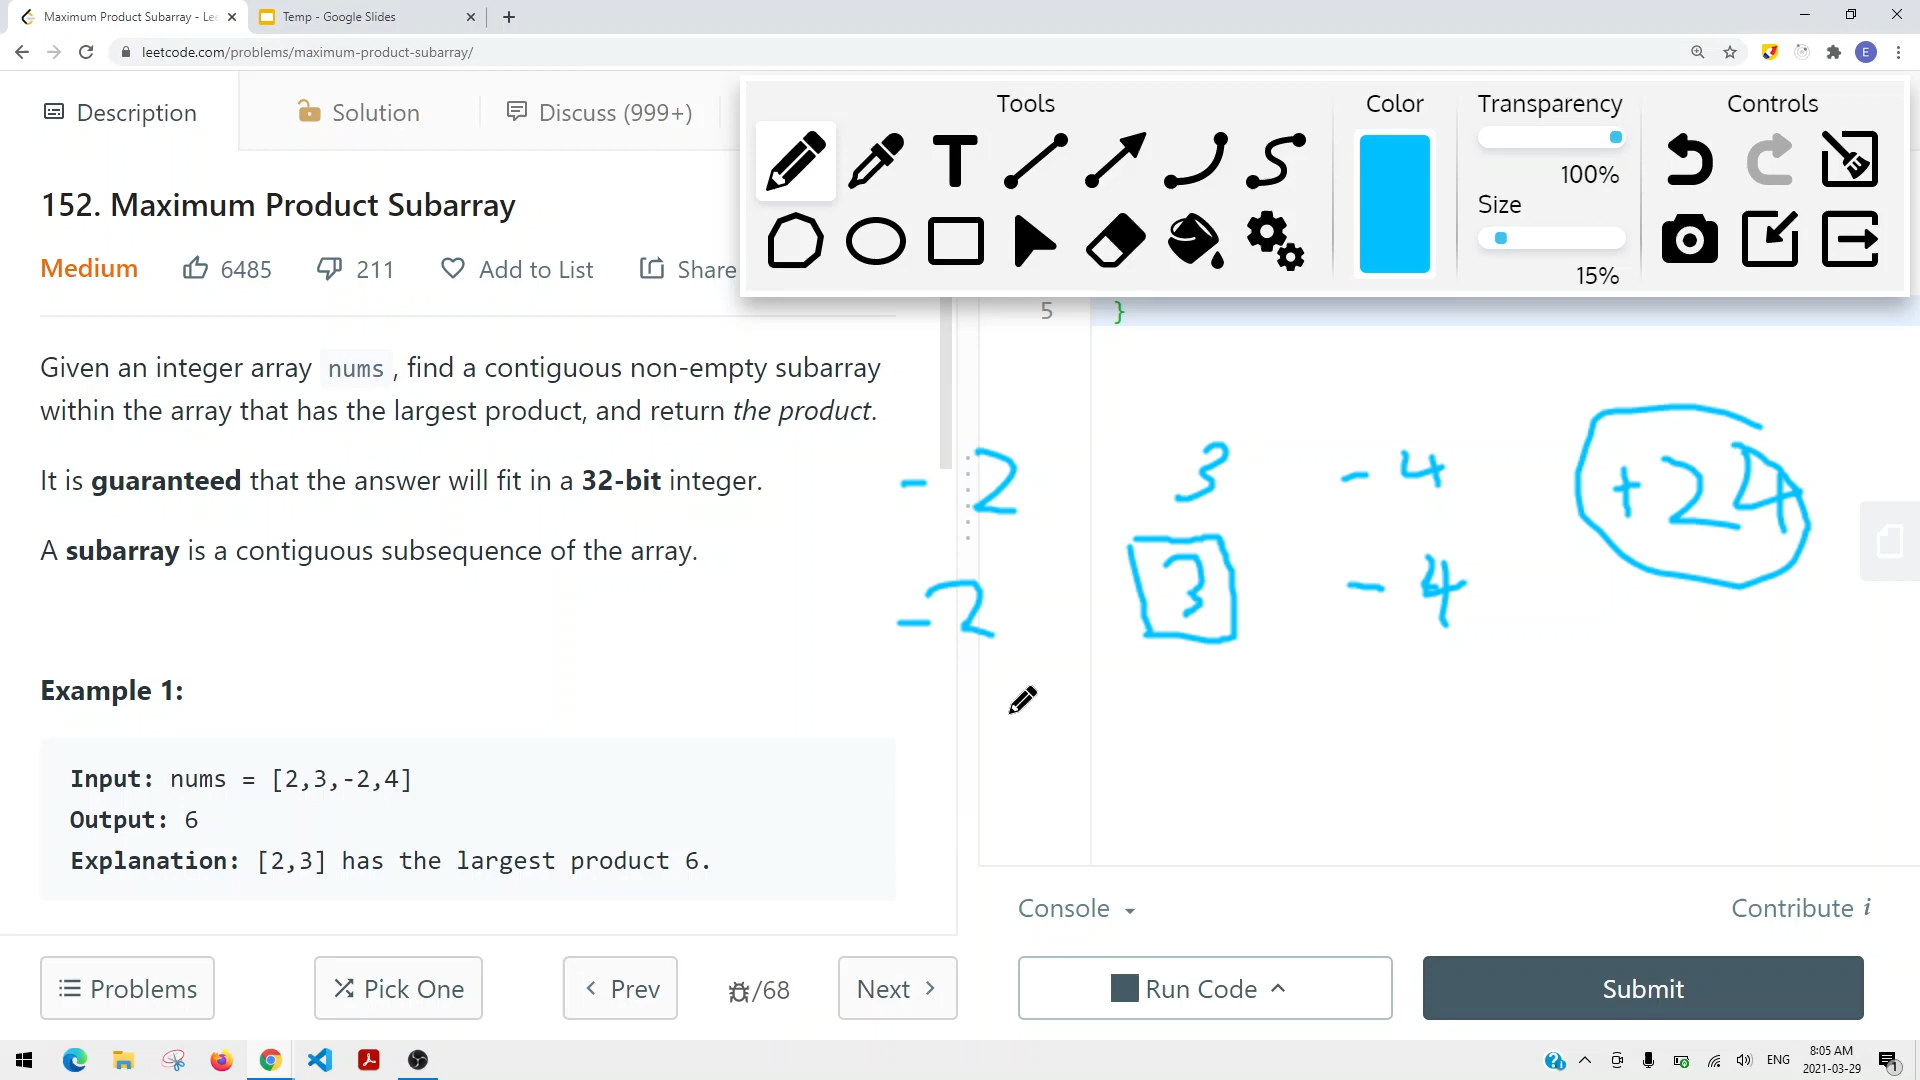 Maximum Product Subarray - Lee
Temp - Google Slides
leetcode.com/problems/maximum-product-subarray/
E
Description
Solution
Discuss (999+)
Tools
Color
Transparency
Controls
100%
Size
15%
152. Maximum Product Subarray
Medium
6485
211
Add to List
Share
5 }
Given an integer array nums , find a contiguous non-empty subarray
within the array that has the largest product, and return the product.
It is guaranteed that the answer will fit in a 32-bit integer.
A subarray is a contiguous subsequence of the array.
- 2 3 - 4 +24
-2 3 - 4
Example 1:
Input: nums = [2,3,-2,4]
Output: 6
Explanation: [2,3] has the largest product 6.
Console
Contribute i
Problems
Pick One
Prev
/68
Next
Run Code
Submit
ENG
8:05 AM
2021-03-29
1